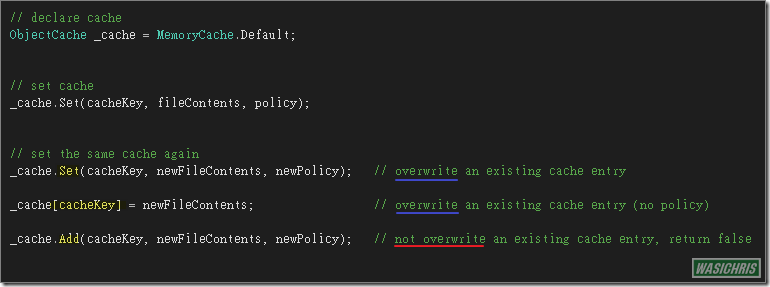 // declare cache
ObjectCache _cache = MemoryCache.Default;
// set cache
_cache.Set(cacheKey, fileContents, policy);
// set the same cache again
_cache.Set(cacheKey, newFileContents, newPolicy);   // overwrite an existing cache entry
_cache[cacheKey] = newFileContents;   // overwrite an existing cache entry (no policy)
_cache.Add(cacheKey, newFileContents, newPolicy);   // not overwrite an existing cache entry, return false
WASICHRIS